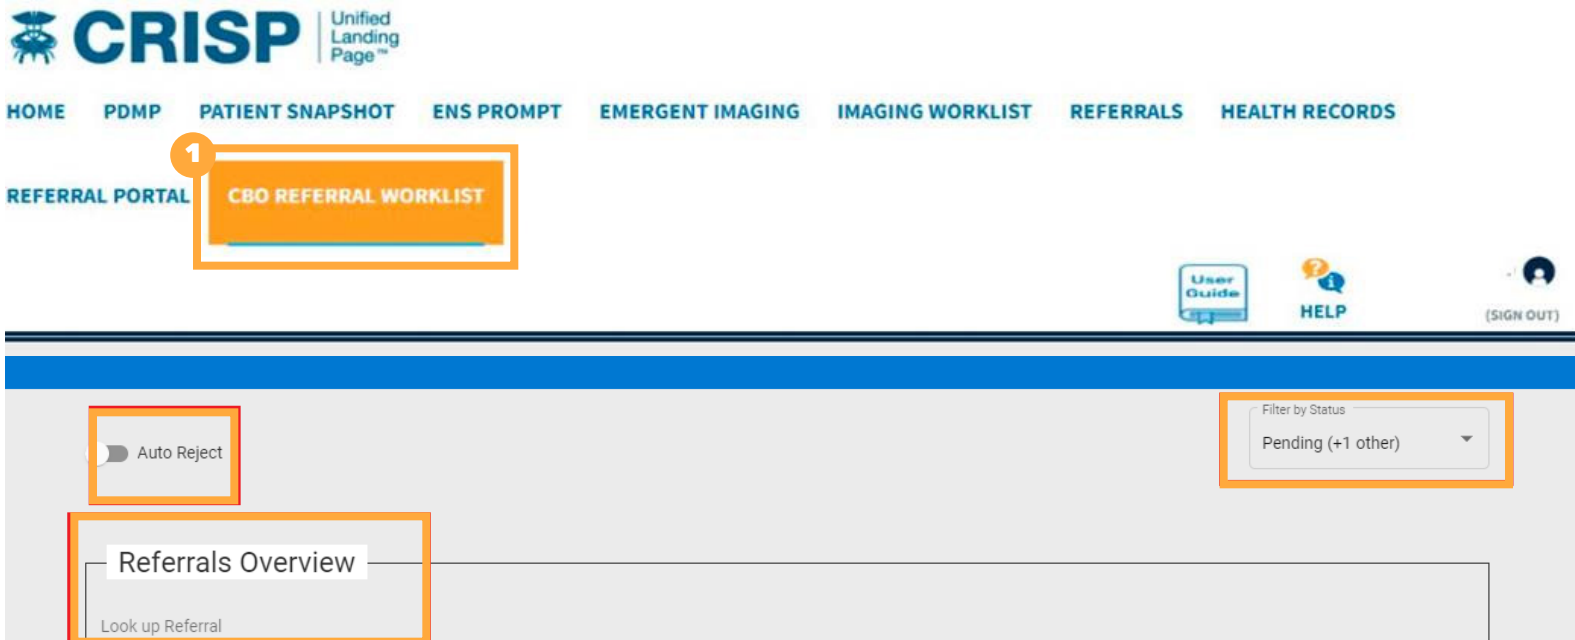 CRISP
Unified
Landing
Page™
HOME PDMP PATIENT SNAPSHOT ENS PROMPT EMERGENT IMAGING IMAGING WORKLIST REFERRALS HEALTH RECORDS
1
REFERRAL PORTAL CBO REFERRAL WORKLIST
User
Guide
HELP
(SIGN OUT)
Filter by Status
Auto Reject
Pending (+1 other)
Referrals Overview
Look up Referral